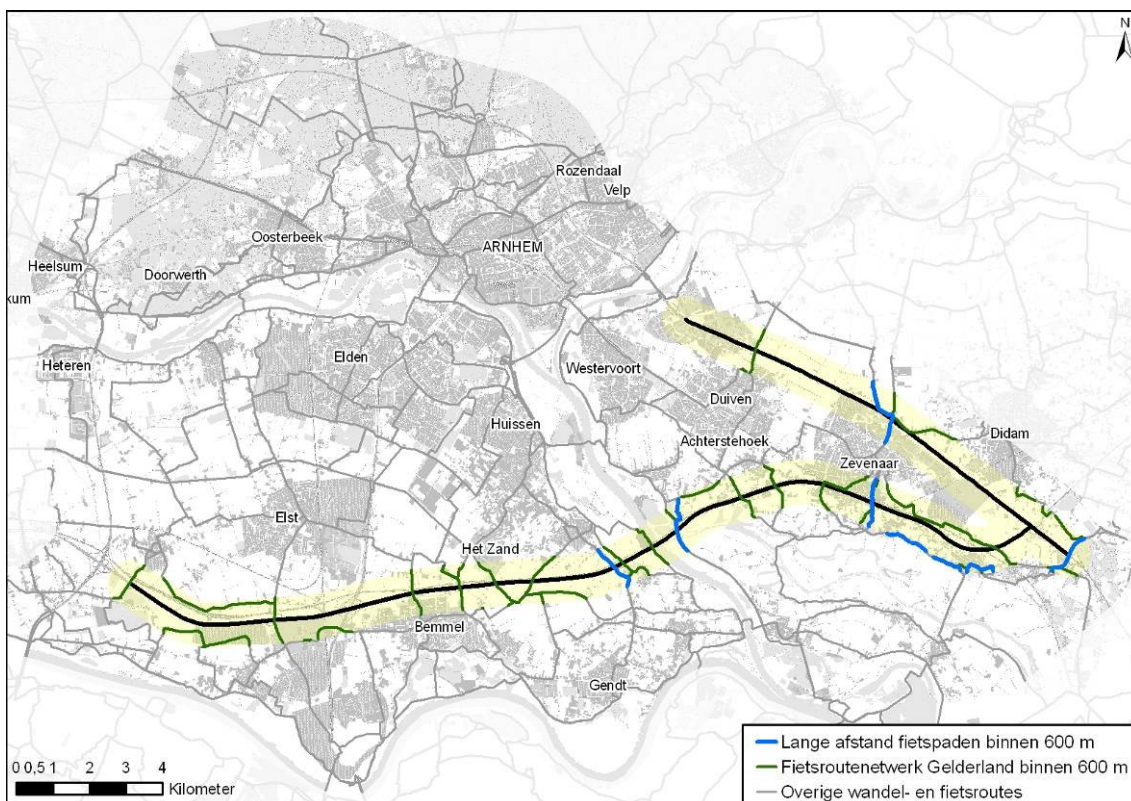 N
Rozendaal
Velp
Oosterbeek
ARNHEM
Heelsum
Doorwerth
kum
Heteren
Elden
Westervoort
Duiven
Huissen
Achterstehoek
Didam
Zevenaar
Elst
Het Zand
Bemmel
Gendt
0 0,5 1 2 3 4
Kilometer
Lange afstand fietspaden binnen 600 m
Fietsroutenetwerk Gelderland binnen 600 m
Overige wandel- en fietsroutes